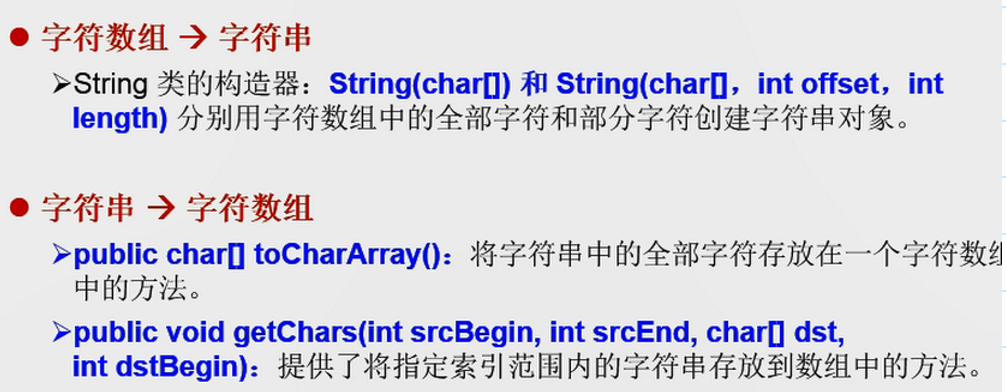 ● 字符数组 → 字符串
➢String 类的构造器：String(char[]) 和 String(char[]，int offset，int
length) 分别用字符数组中的全部字符和部分字符创建字符串对象。
● 字符串 → 字符数组
➢public char[] toCharArray()：将字符串中的全部字符存放在一个字符数组
中的方法。
➢public void getChars(int srcBegin, int srcEnd, char[] dst,
int dstBegin)：提供了将指定索引范围内的字符串存放到数组中的方法。